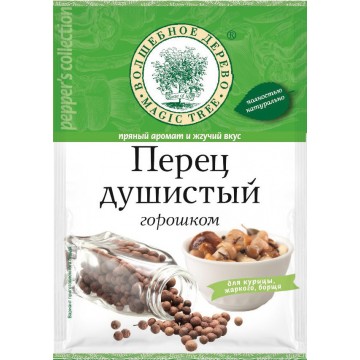 pepper's collection
ВОЛШЕБНОЕ ДЕРЕВО
MAGIC TREE
®
полностью
натурально
пряный аромат и жгучий вкус
Перец
душистый
горошком
для курицы,
жаркого, борща